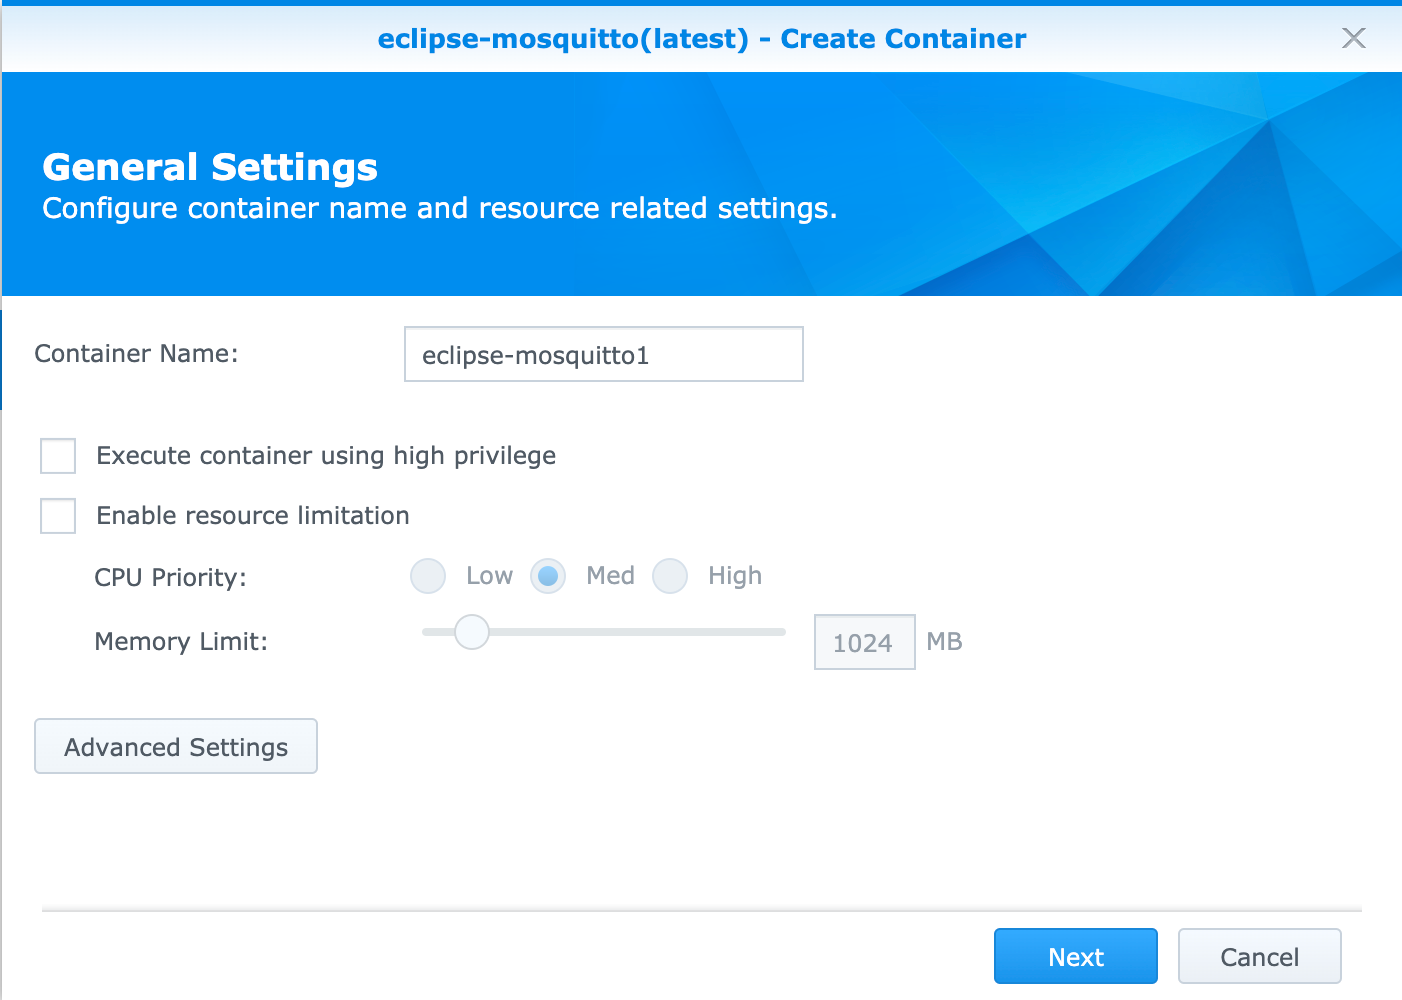 eclipse-mosquitto(latest) - Create Container
General Settings
Configure container name and resource related settings.
Container Name: eclipse-mosquitto1
Execute container using high privilege
Enable resource limitation
CPU Priority: Low Med High
Memory Limit: 1024 MB
Advanced Settings
Next Cancel